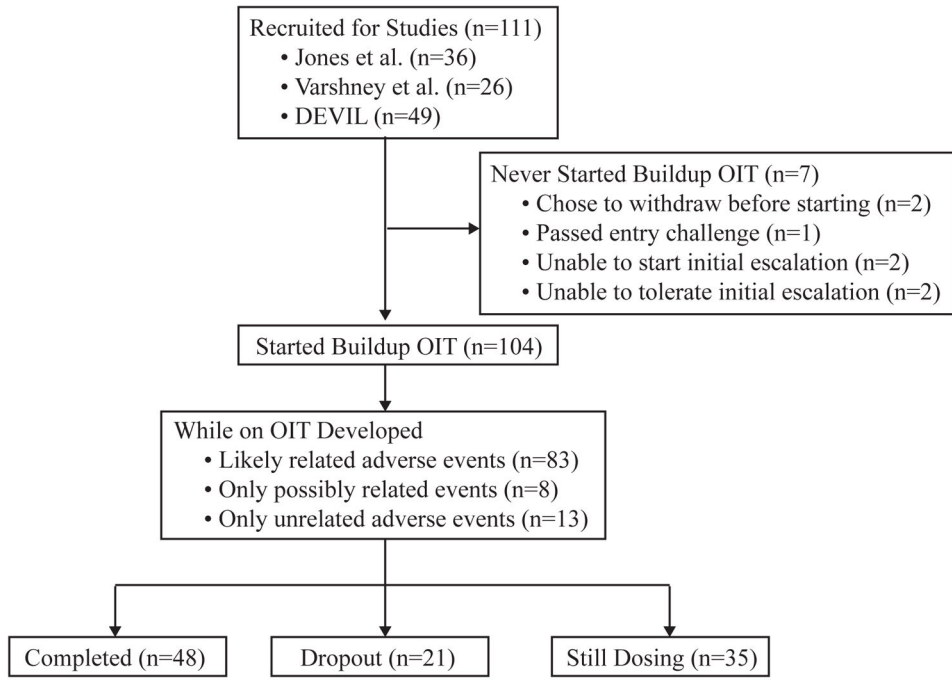 Recruited for Studies (n=111)
• Jones et al. (n=36)
• Varshney et al. (n=26)
• DEVIL (n=49)
Never Started Buildup OIT (n=7)
• Chose to withdraw before starting (n=2)
• Passed entry challenge (n=1)
• Unable to start initial escalation (n=2)
• Unable to tolerate initial escalation (n=2)
Started Buildup OIT (n=104)
While on OIT Developed
• Likely related adverse events (n=83)
• Only possibly related events (n=8)
• Only unrelated adverse events (n=13)
Completed (n=48)
Dropout (n=21)
Still Dosing (n=35)